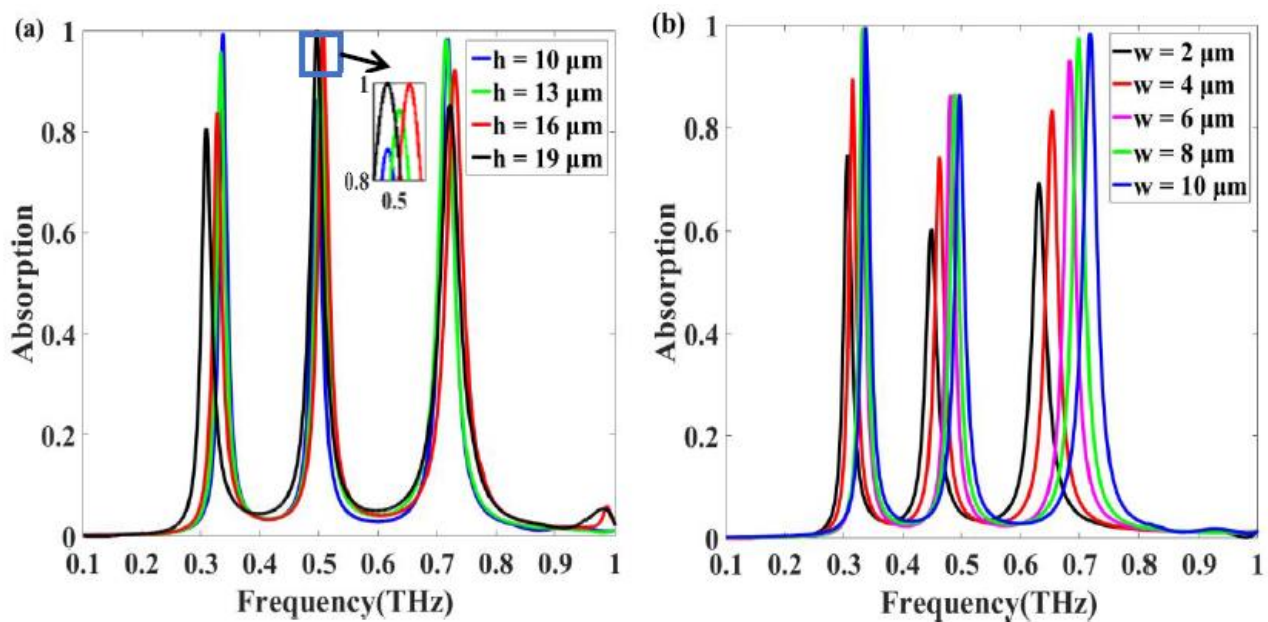 (a)
1
0.8
0.6
0.4
0.2
0
Absorption
h = 10 μm
h = 13 μm
h = 16 μm
h = 19 μm
1
0.8
0.5
0.1 0.2 0.3 0.4 0.5 0.6 0.7 0.8 0.9 1
Frequency(THz)
(b)
1
0.8
0.6
0.4
0.2
0
Absorption
w = 2 μm
w = 4 μm
w = 6 μm
w = 8 μm
w = 10 μm
0.1 0.2 0.3 0.4 0.5 0.6 0.7 0.8 0.9 1
Frequency(THz)